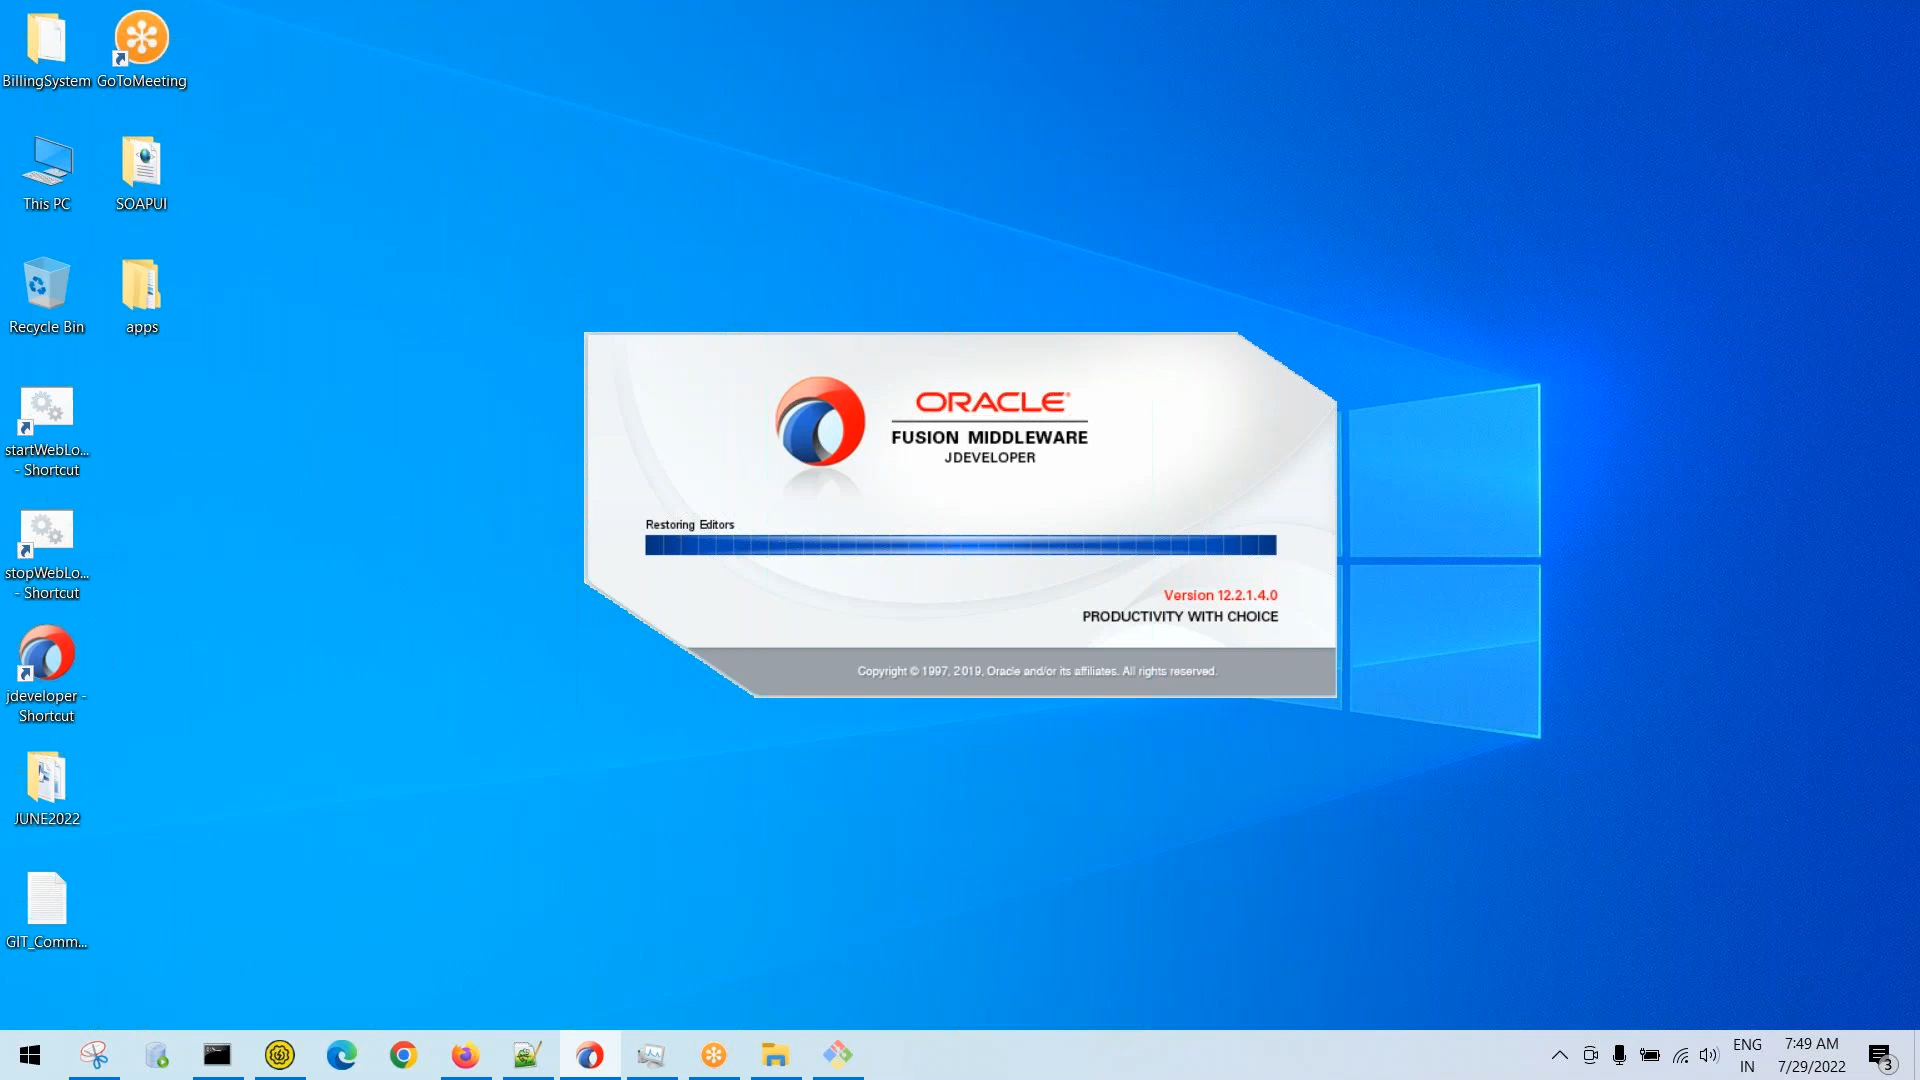 BillingSystem
GoToMeeting
This PC
SOAPUI
Recycle Bin
apps
startWebLo...
- Shortcut
stopWebLo...
- Shortcut
jdeveloper -
Shortcut
JUNE2022
GIT_Comm...
ORACLE®
FUSION MIDDLEWARE
JDEVELOPER
Restoring Editors
Version 12.2.1.4.0
PRODUCTIVITY WITH CHOICE
Copyright © 1997, 2019, Oracle and/or its affiliates. All rights reserved.
ENG
IN
7:49 AM
7/29/2022
3